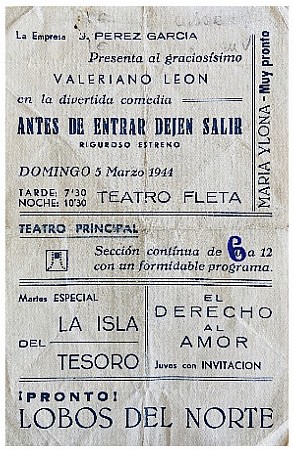 La Empresa J. PEREZ GARCIA
Presenta al graciosísimo
VALERIANO LEON
en la divertida comedia
ANTES DE ENTRAR DEJEN SALIR
RIGUROSO ESTRENO
DOMINGO 5 Marzo 1944
TARDE: 7'30
NOCHE: 10'30 TEATRO FLETA
MARIA YLONA - Muy pronto
TEATRO PRINCIPAL
Sección contínua de 6 a 12
con un formidable programa.
Martes ESPECIAL
LA ISLA
DEL
TESORO
EL
DERECHO
AL
AMOR
Juves con INVITACION
¡PRONTO!
LOBOS DEL NORTE